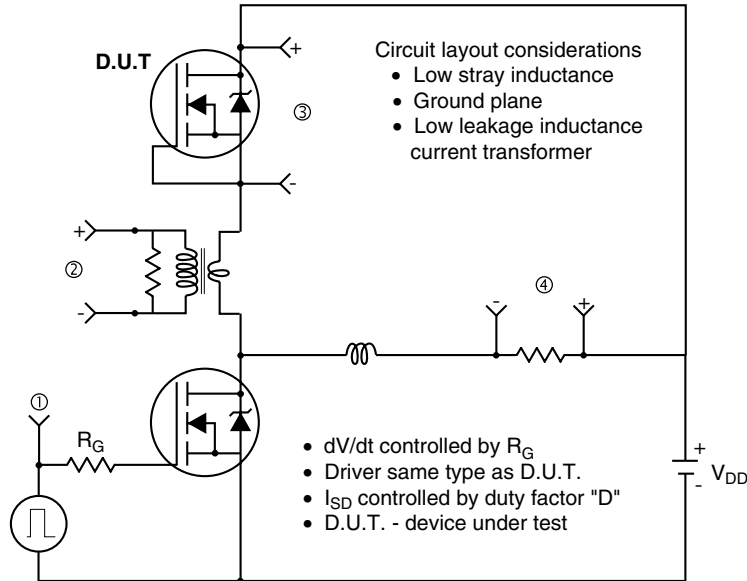 D.U.T
+
③
-
Circuit layout considerations
• Low stray inductance
• Ground plane
• Low leakage inductance
current transformer
+
②
-
-
④
+
①
R_G
• dV/dt controlled by R_G
• Driver same type as D.U.T.
• I_SD controlled by duty factor "D"
• D.U.T. - device under test
+
-
V_DD